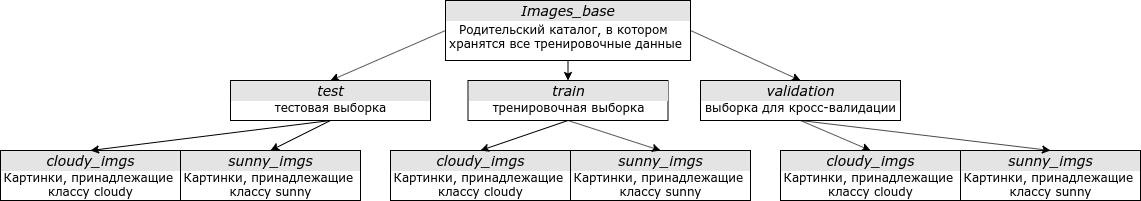 Images_base
Родительский каталог, в котором
хранятся все тренировочные данные
test
тестовая выборка
train
тренировочная выборка
validation
выборка для кросс-валидации
cloudy_imgs
Картинки, принадлежащие
классу cloudy
sunny_imgs
Картинки, принадлежащие
классу sunny
cloudy_imgs
Картинки, принадлежащие
классу cloudy
sunny_imgs
Картинки, принадлежащие
классу sunny
cloudy_imgs
Картинки, принадлежащие
классу cloudy
sunny_imgs
Картинки, принадлежащие
классу sunny